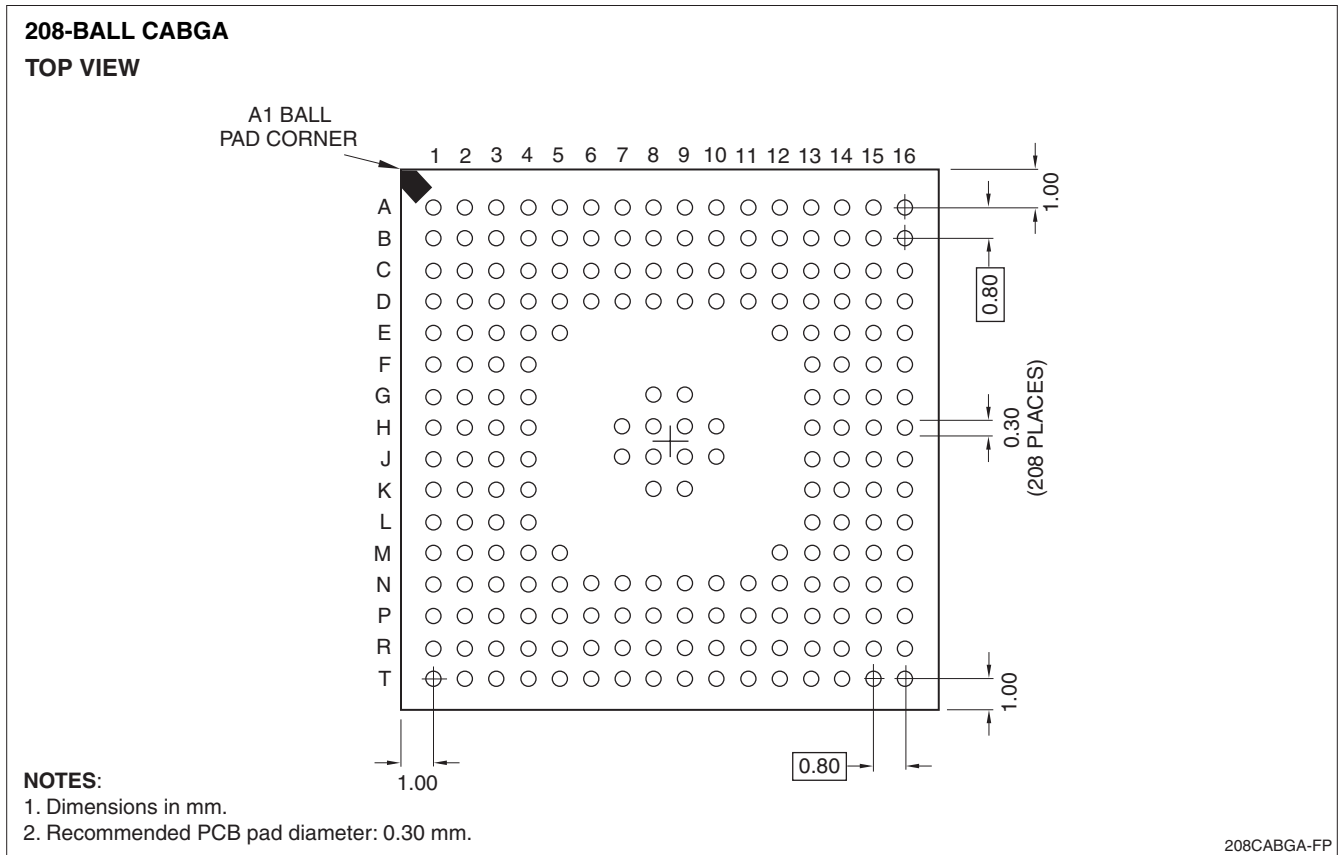 208-BALL CABGA
TOP VIEW
A1 BALL
PAD CORNER
1 2 3 4 5 6 7 8 9 10 11 12 13 14 15 16
A
B
C
D
E
F
G
H
J
K
L
M
N
P
R
T
1.00
0.80
0.30
(208 PLACES)
1.00
0.80
1.00
NOTES:
1. Dimensions in mm.
2. Recommended PCB pad diameter: 0.30 mm.
208CABGA-FP